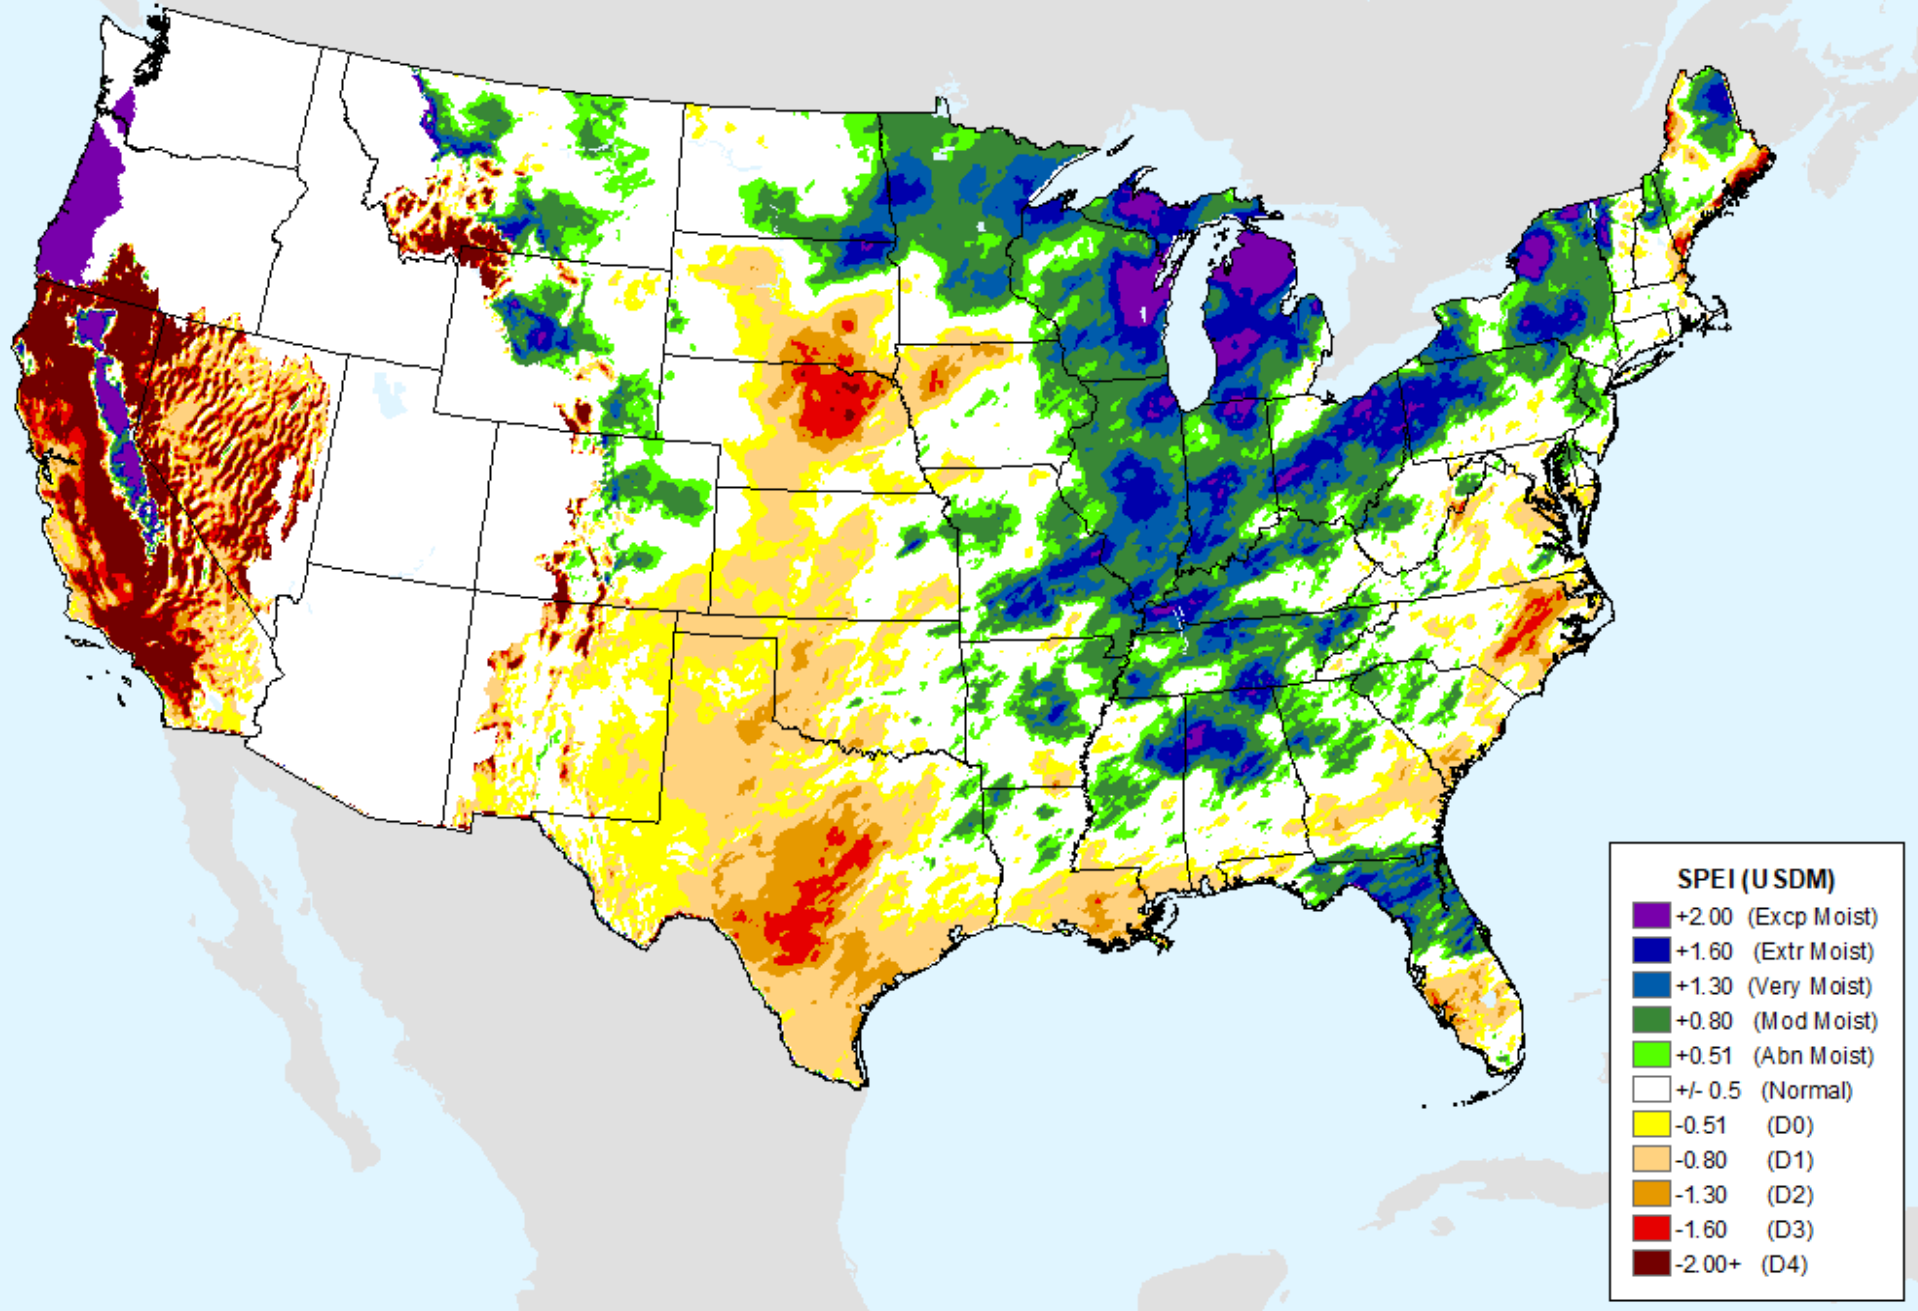 SPEI (USDM)
+2.00 (Excp Moist)
+1.60 (Extr Moist)
+1.30 (Very Moist)
+0.80 (Mod Moist)
+0.51 (Abn Moist)
+/- 0.5 (Normal)
-0.51 (D0)
-0.80 (D1)
-1.30 (D2)
-1.60 (D3)
-2.00+ (D4)